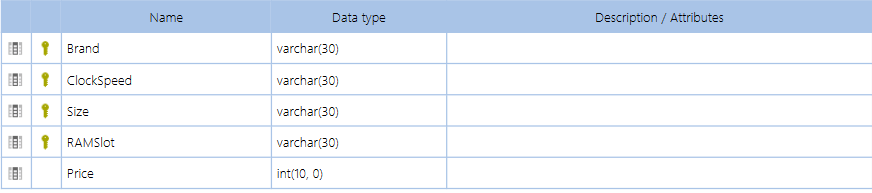 Name Data type Description / Attributes
Brand varchar(30)
ClockSpeed varchar(30)
Size varchar(30)
RAMSlot varchar(30)
Price int(10, 0)